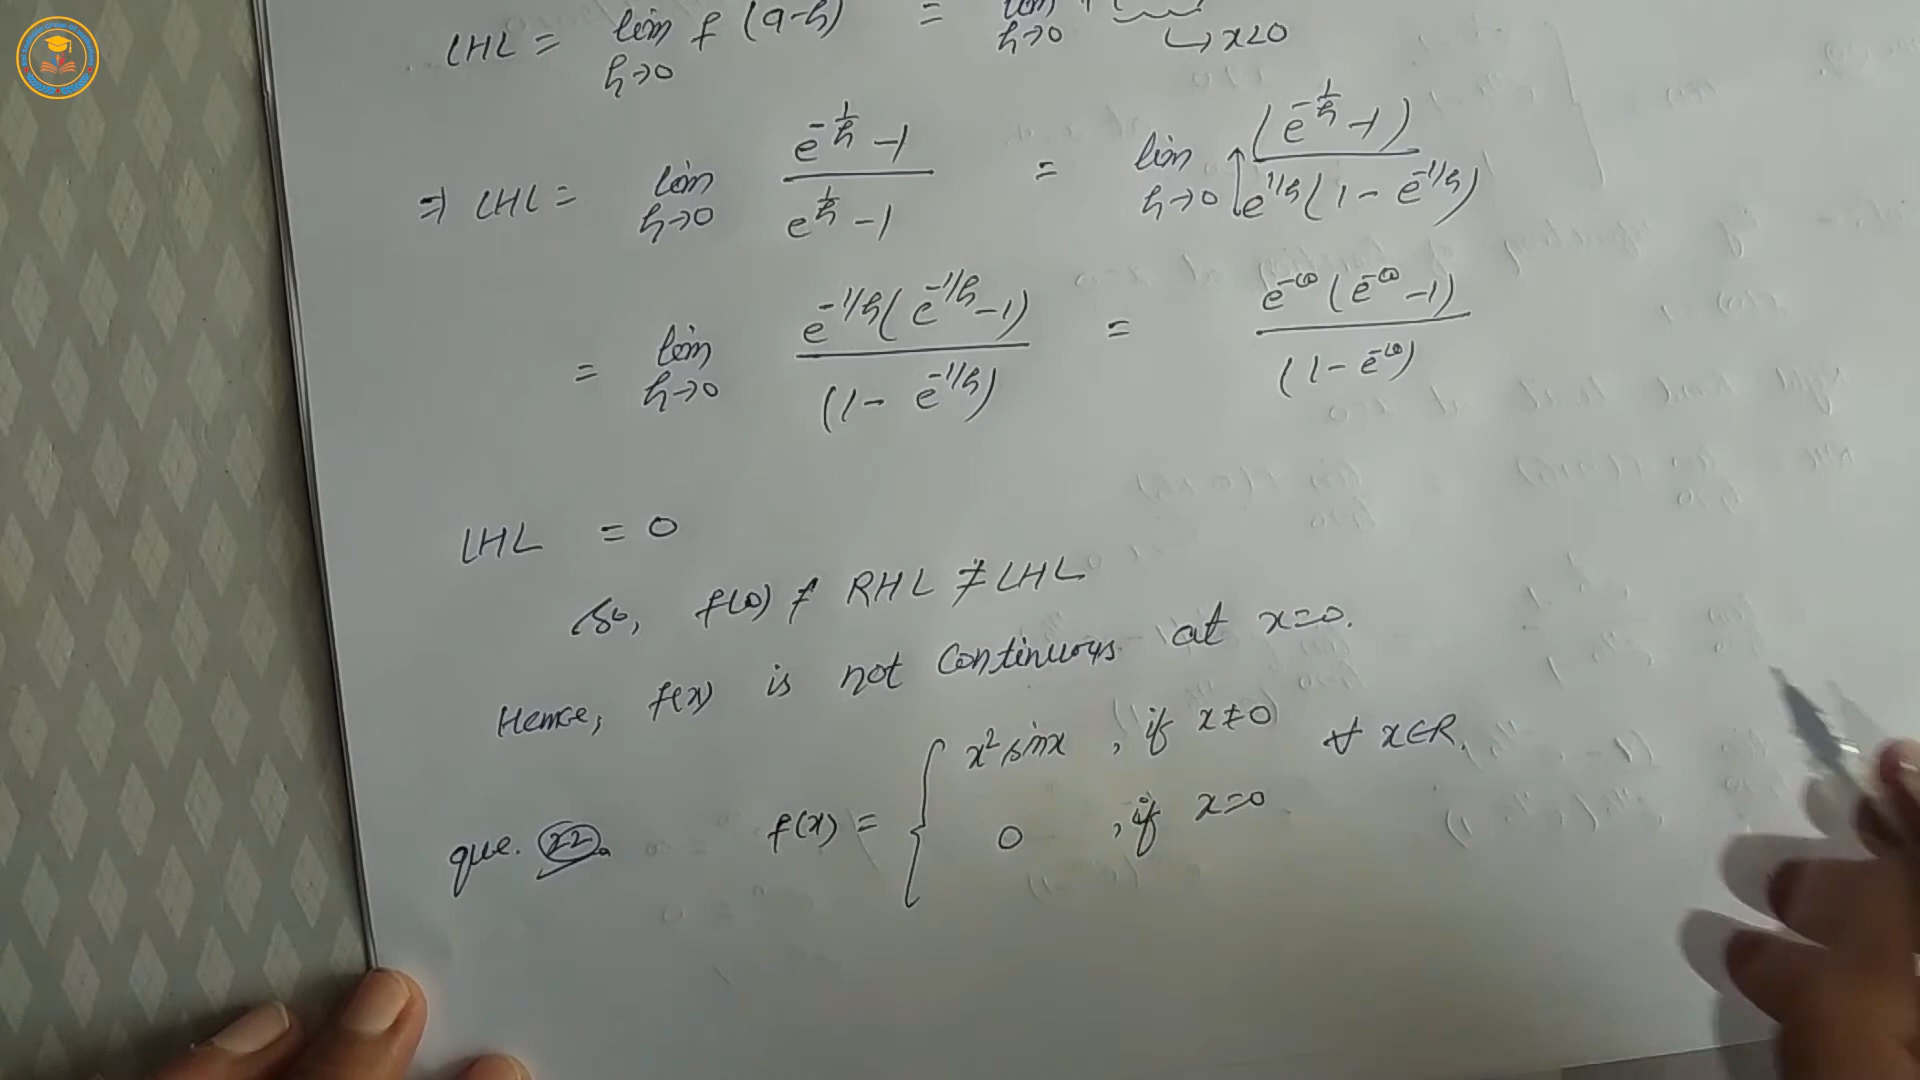 LHL = lim h→0 f (a-h) = lim h→0 ↳ x<0
⇒ LHL = lim h→0 (e^{-1/h} - 1)/(e^{1/h} - 1) = lim h→0 (e^{-1/h} - 1)/(e^{1/h}(1 - e^{-1/h}))
= lim h→0 (e^{-1/h}(e^{-1/h} - 1))/((1 - e^{-1/h})) = (e^{-∞}(e^{-∞} - 1))/((1 - e^{-∞}))
LHL = 0
So, f(0) ≠ RHL ≠ LHL
Hence, f(x) is not continuous at x=0.
que. 22. f(x) = { x² sinx , if x≠0 ∀ x∈R.
0 , if x=0